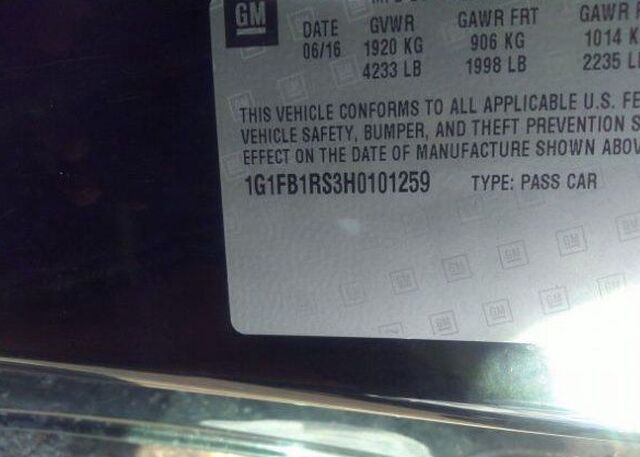 GM
DATE GVWR GAWR FRT GAWR
06/16 1920 KG 906 KG 1014 K
4233 LB 1998 LB 2235 L
THIS VEHICLE CONFORMS TO ALL APPLICABLE U.S. FE
VEHICLE SAFETY, BUMPER, AND THEFT PREVENTION S
EFFECT ON THE DATE OF MANUFACTURE SHOWN ABOV
1G1FB1RS3H0101259 TYPE: PASS CAR